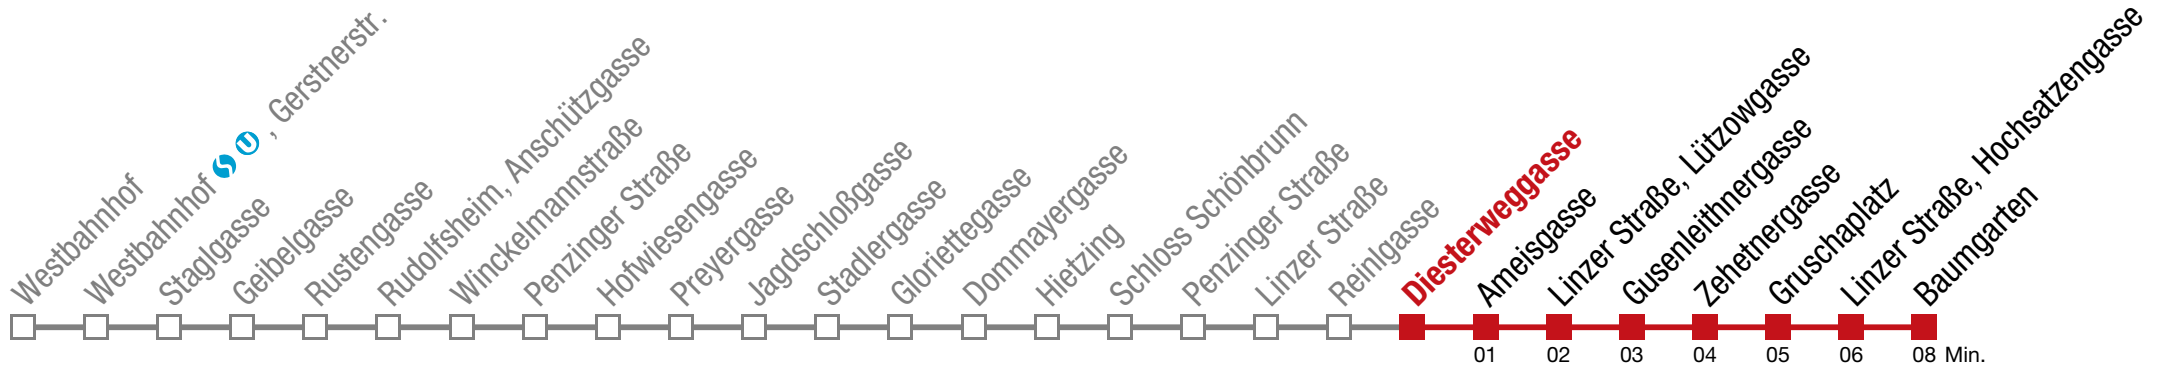 Westbahnhof
Westbahnhof S U , Gerstnerstr.
Staglgasse
Geibelgasse
Rustengasse
Rudolfsheim, Anschützgasse
Winckelmannstraße
Penzinger Straße
Hofwiesengasse
Preyergasse
Jagdschloßgasse
Stadlergasse
Gloriettegasse
Dommayergasse
Hietzing
Schloss Schönbrunn
Penzinger Straße
Linzer Straße
Reinlgasse
Diesterweggasse
Ameisgasse
Linzer Straße, Lützowgasse
Gusenleithnergasse
Zehetnergasse
Gruschaplatz
Linzer Straße, Hochsatzengasse
Baumgarten
01 02 03 04 05 06 08 Min.